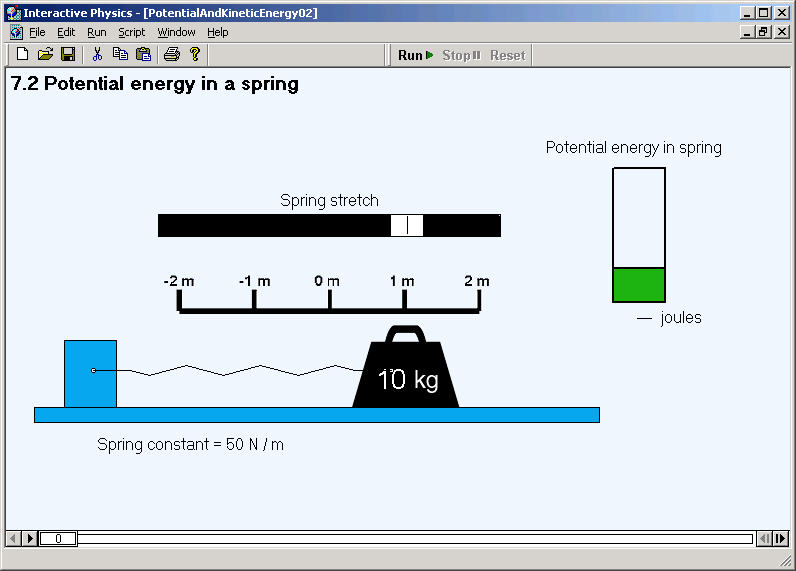 Interactive Physics - [PotentialAndKineticEnergy02]
File Edit Run Script Window Help
Run Stop Reset
7.2 Potential energy in a spring
Potential energy in spring
Spring stretch
-2 m -1 m 0 m 1 m 2 m
— joules
10 kg
Spring constant = 50 N / m
0